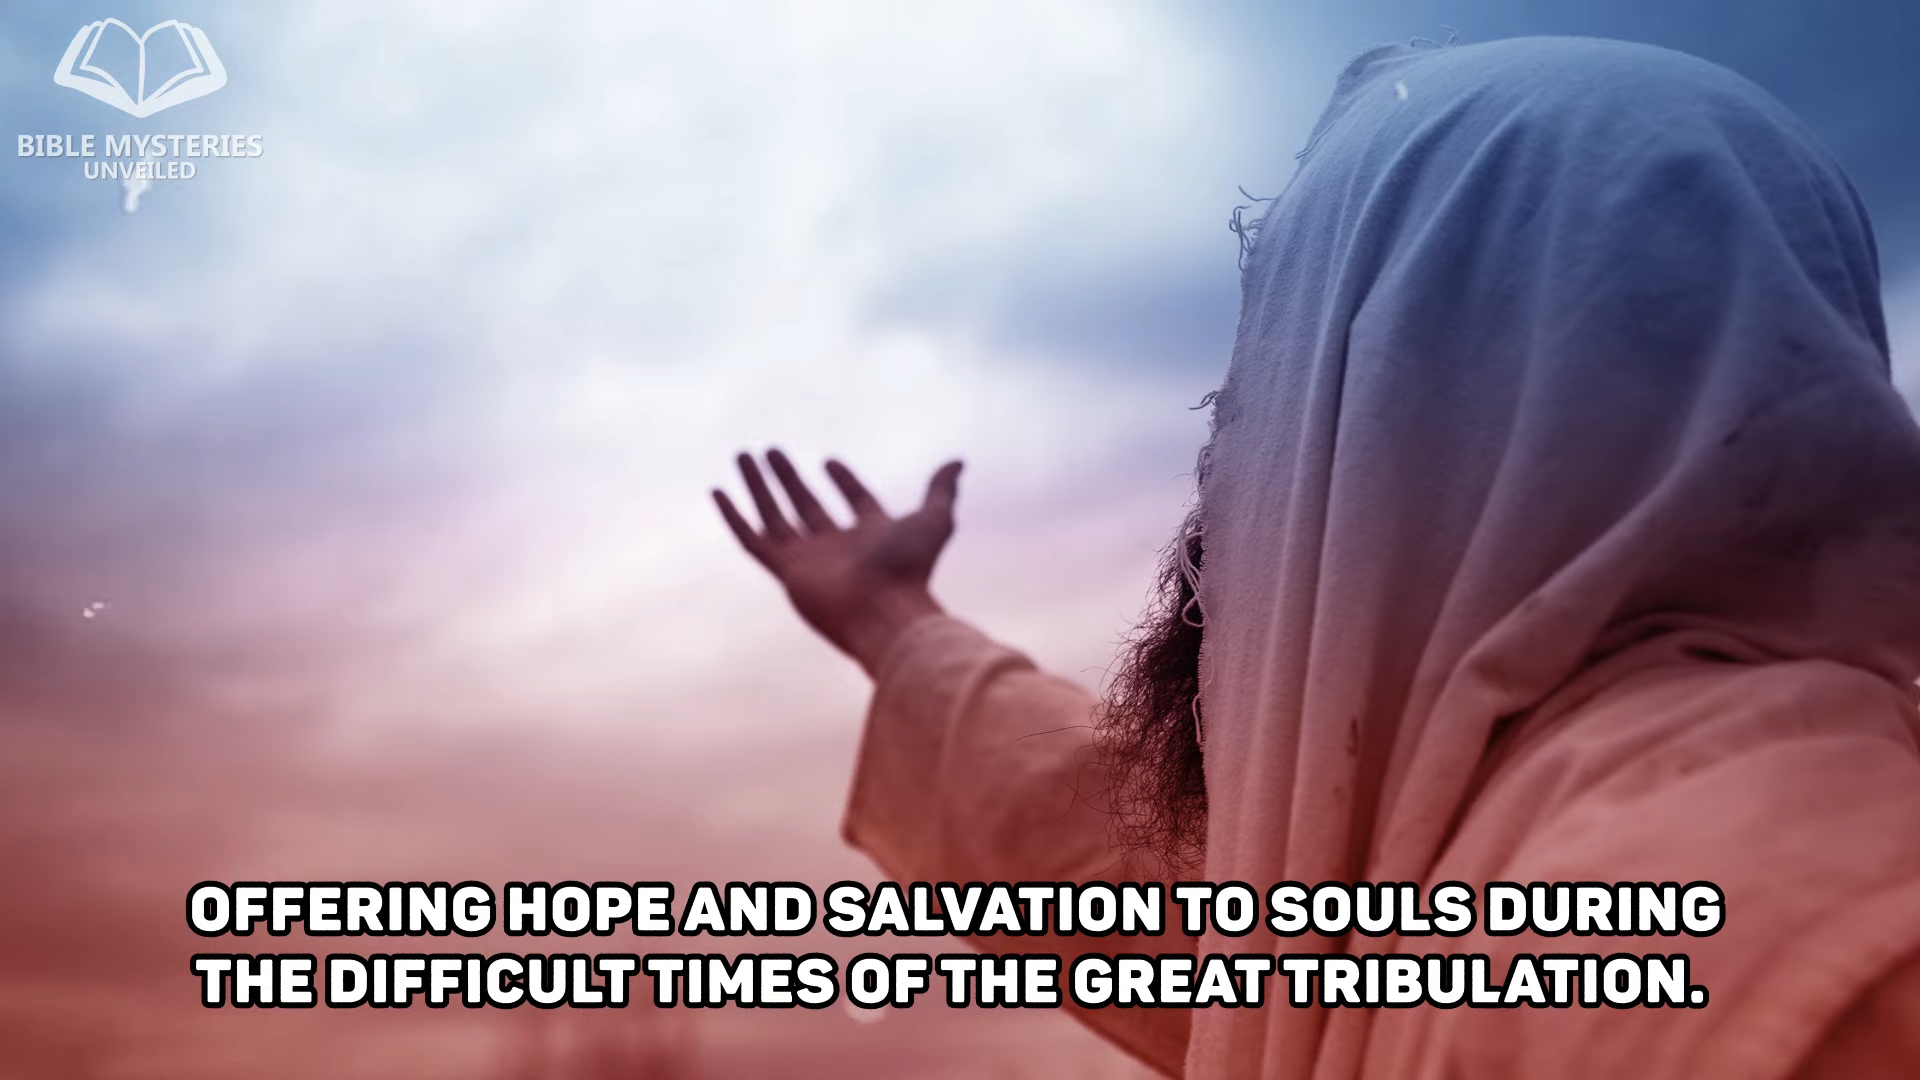 BIBLE MYSTERIES
UNVEILED
OFFERING HOPE AND SALVATION TO SOULS DURING
THE DIFFICULT TIMES OF THE GREAT TRIBULATION.